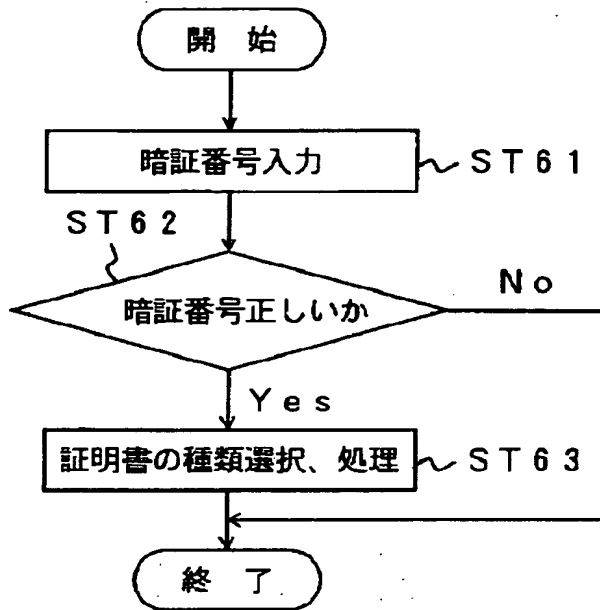 開 始
暗証番号入力
ST61
ST62
暗証番号正しいか
No
Yes
証明書の種類選択、処理
ST63
終 了